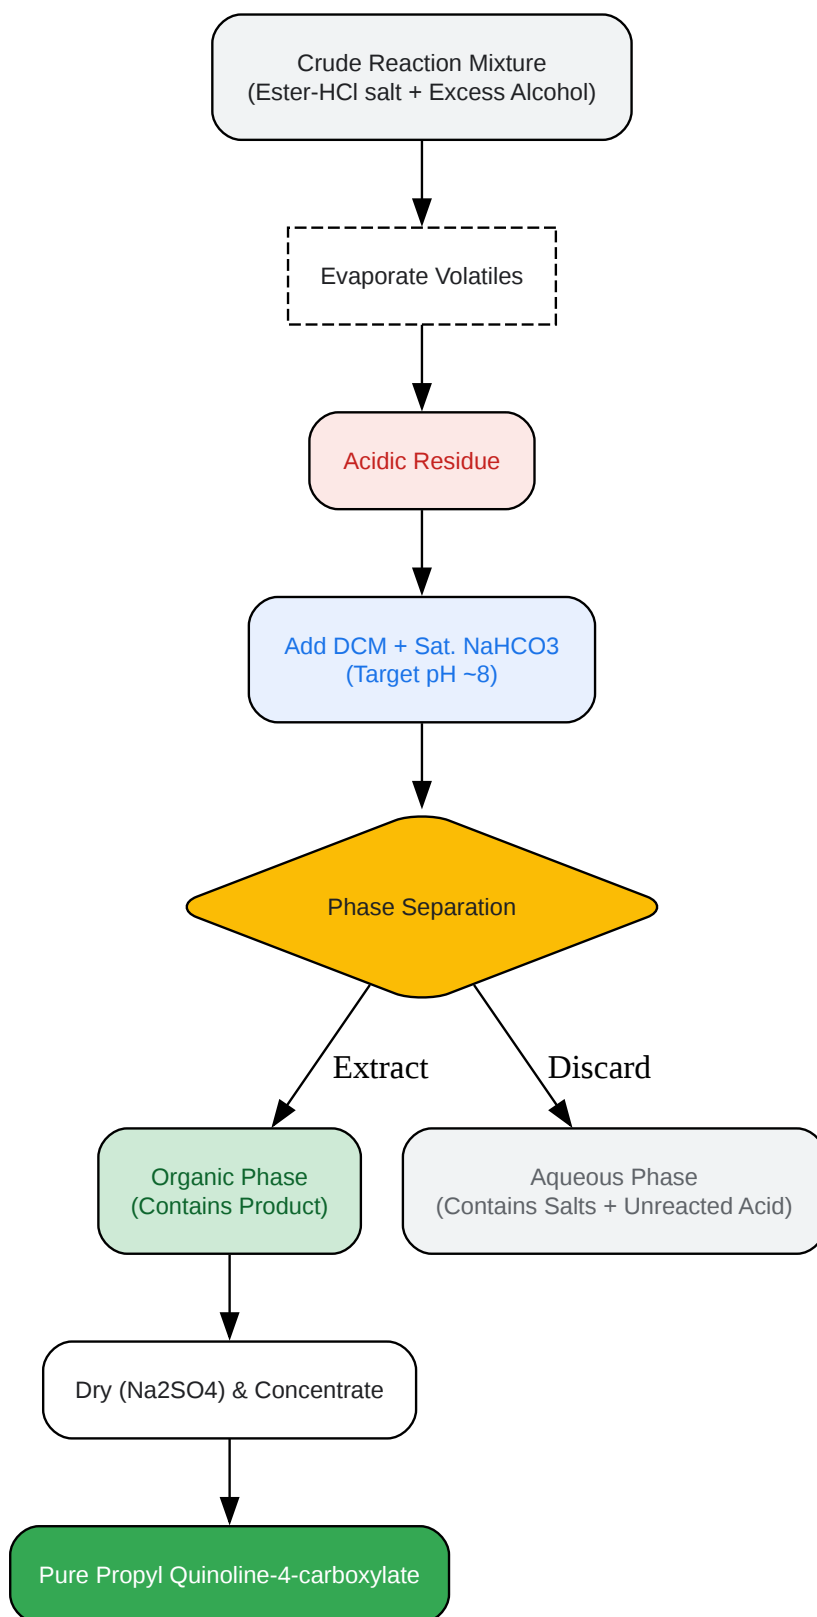 Crude Reaction Mixture
(Ester-HCl salt + Excess Alcohol)
Evaporate Volatiles
Acidic Residue
Add DCM + Sat. NaHCO3
(Target pH ~8)
Phase Separation
Extract
Discard
Organic Phase
(Contains Product)
Aqueous Phase
(Contains Salts + Unreacted Acid)
Dry (Na2SO4) & Concentrate
Pure Propyl Quinoline-4-carboxylate